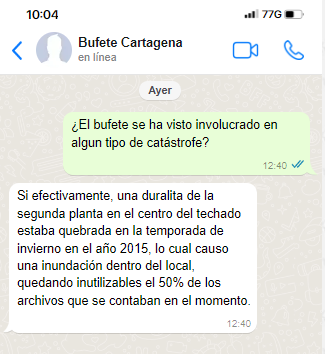 10:04 77G
Bufete Cartagena
en línea
Ayer
¿El bufete se ha visto involucrado en
algun tipo de catástrofe?
12:40
Si efectivamente, una duralita de la
segunda planta en el centro del techado
estaba quebrada en la temporada de
invierno en el año 2015, lo cual causo
una inundación dentro del local,
quedando inutilizables el 50% de los
archivos que se contaban en el momento.
12:40